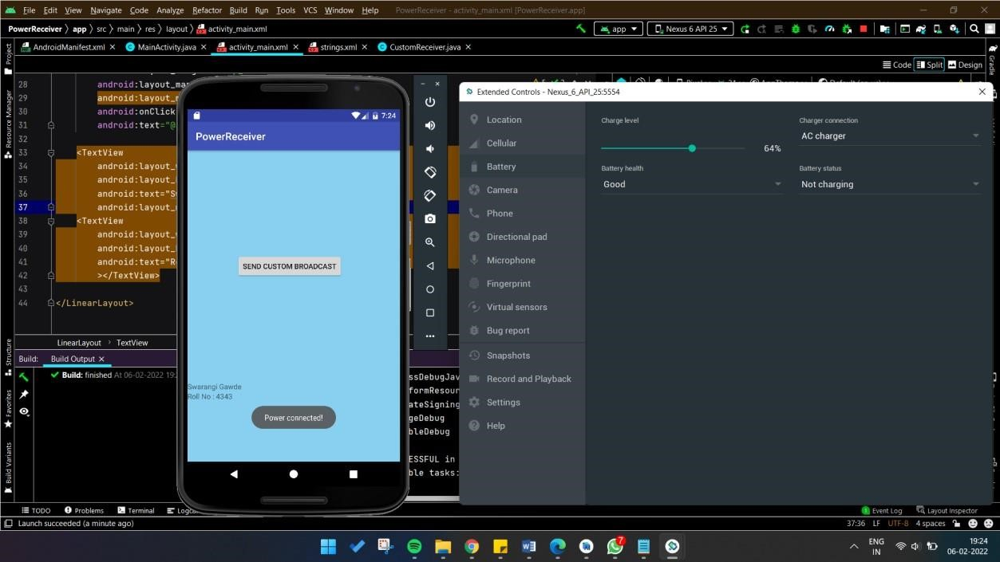 File Edit View Navigate Code Analyze Refactor Build Run Tools VCS Window Help PowerReceiver - activity_main.xml [PowerReceiver.app]
PowerReceiver app src main res layout activity_main.xml app Nexus 6 API 25
AndroidManifest.xml MainActivity.java activity_main.xml strings.xml CustomReceiver.java
Code Split Design
Project
Resource Manager
Structure
Favorites
Build Variants
Gradle
28 android:layout_mar
29 android:layout_m
30 android:onClick
31 android:text="@
32
33 <TextView
34 android:layout_
35 android:layout_
36 android:text="S
37 android:layout_
38 <TextView
39 android:layout_
40 android:layout_
41 android:text="R
42 ></TextView>
43
44 </LinearLayout>
LinearLayout TextView
Build: Build Output
Build: finished At 06-02-2022 19:
7:24
PowerReceiver
SEND CUSTOM BROADCAST
Swarangi Gawde
Roll No : 4343
Power connected!
ssDebugJav
formResour
ateSigning
geDebug
bleDebug
ESSFUL in
ble tasks:
Extended Controls - Nexus_6_API_25:5554
Location
Cellular
Battery
Camera
Phone
Directional pad
Microphone
Fingerprint
Virtual sensors
Bug report
Snapshots
Record and Playback
Settings
Help
Charge level
64%
Charger connection
AC charger
Battery health
Good
Battery status
Not charging
TODO Problems Terminal Logca
1 Event Log Layout Inspector
Launch succeeded (a minute ago) 37:36 LF UTF-8 4 spaces
7
ENG
IN
19:24
06-02-2022